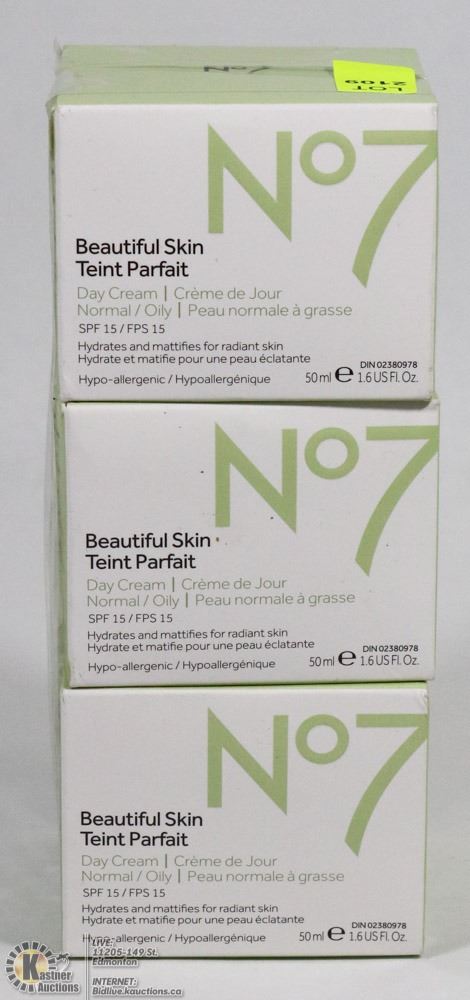 No7
LOT
2109
No7
Beautiful Skin
Teint Parfait
Day Cream | Crème de Jour
Normal / Oily | Peau normale à grasse
SPF 15 / FPS 15
Hydrates and mattifies for radiant skin
Hydrate et matifie pour une peau éclatante
DIN 02380978
Hypo-allergenic / Hypoallergénique
50 ml e 1.6 US Fl. Oz.
No7
Beautiful Skin
Teint Parfait
Day Cream | Crème de Jour
Normal / Oily | Peau normale à grasse
SPF 15 / FPS 15
Hydrates and mattifies for radiant skin
Hydrate et matifie pour une peau éclatante
DIN 02380978
Hypo-allergenic / Hypoallergénique
50 ml e 1.6 US Fl. Oz.
No7
Beautiful Skin
Teint Parfait
Day Cream | Crème de Jour
Normal / Oily | Peau normale à grasse
SPF 15 / FPS 15
Hydrates and mattifies for radiant skin
Hydrate et matifie pour une peau éclatante
DIN 02380978
Hypo-allergenic / Hypoallergénique
50 ml e 1.6 US Fl. Oz.
Kastner
Auctions
LIVE:
11205-149 St.
Edmonton
INTERNET:
Bidlive.kauctions.ca